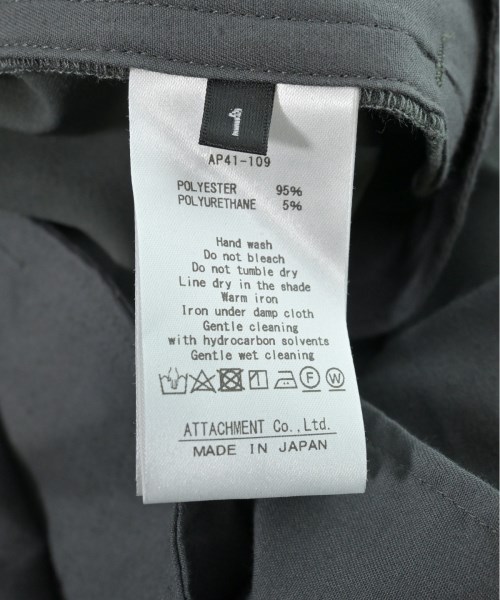 1
AP41-109
POLYESTER 95%
POLYURETHANE 5%
Hand wash
Do not bleach
Do not tumble dry
Line dry in the shade
Warm iron
Iron under damp cloth
Gentle cleaning
with hydrocarbon solvents
Gentle wet cleaning
F W
ATTACHMENT Co.,Ltd.
MADE IN JAPAN